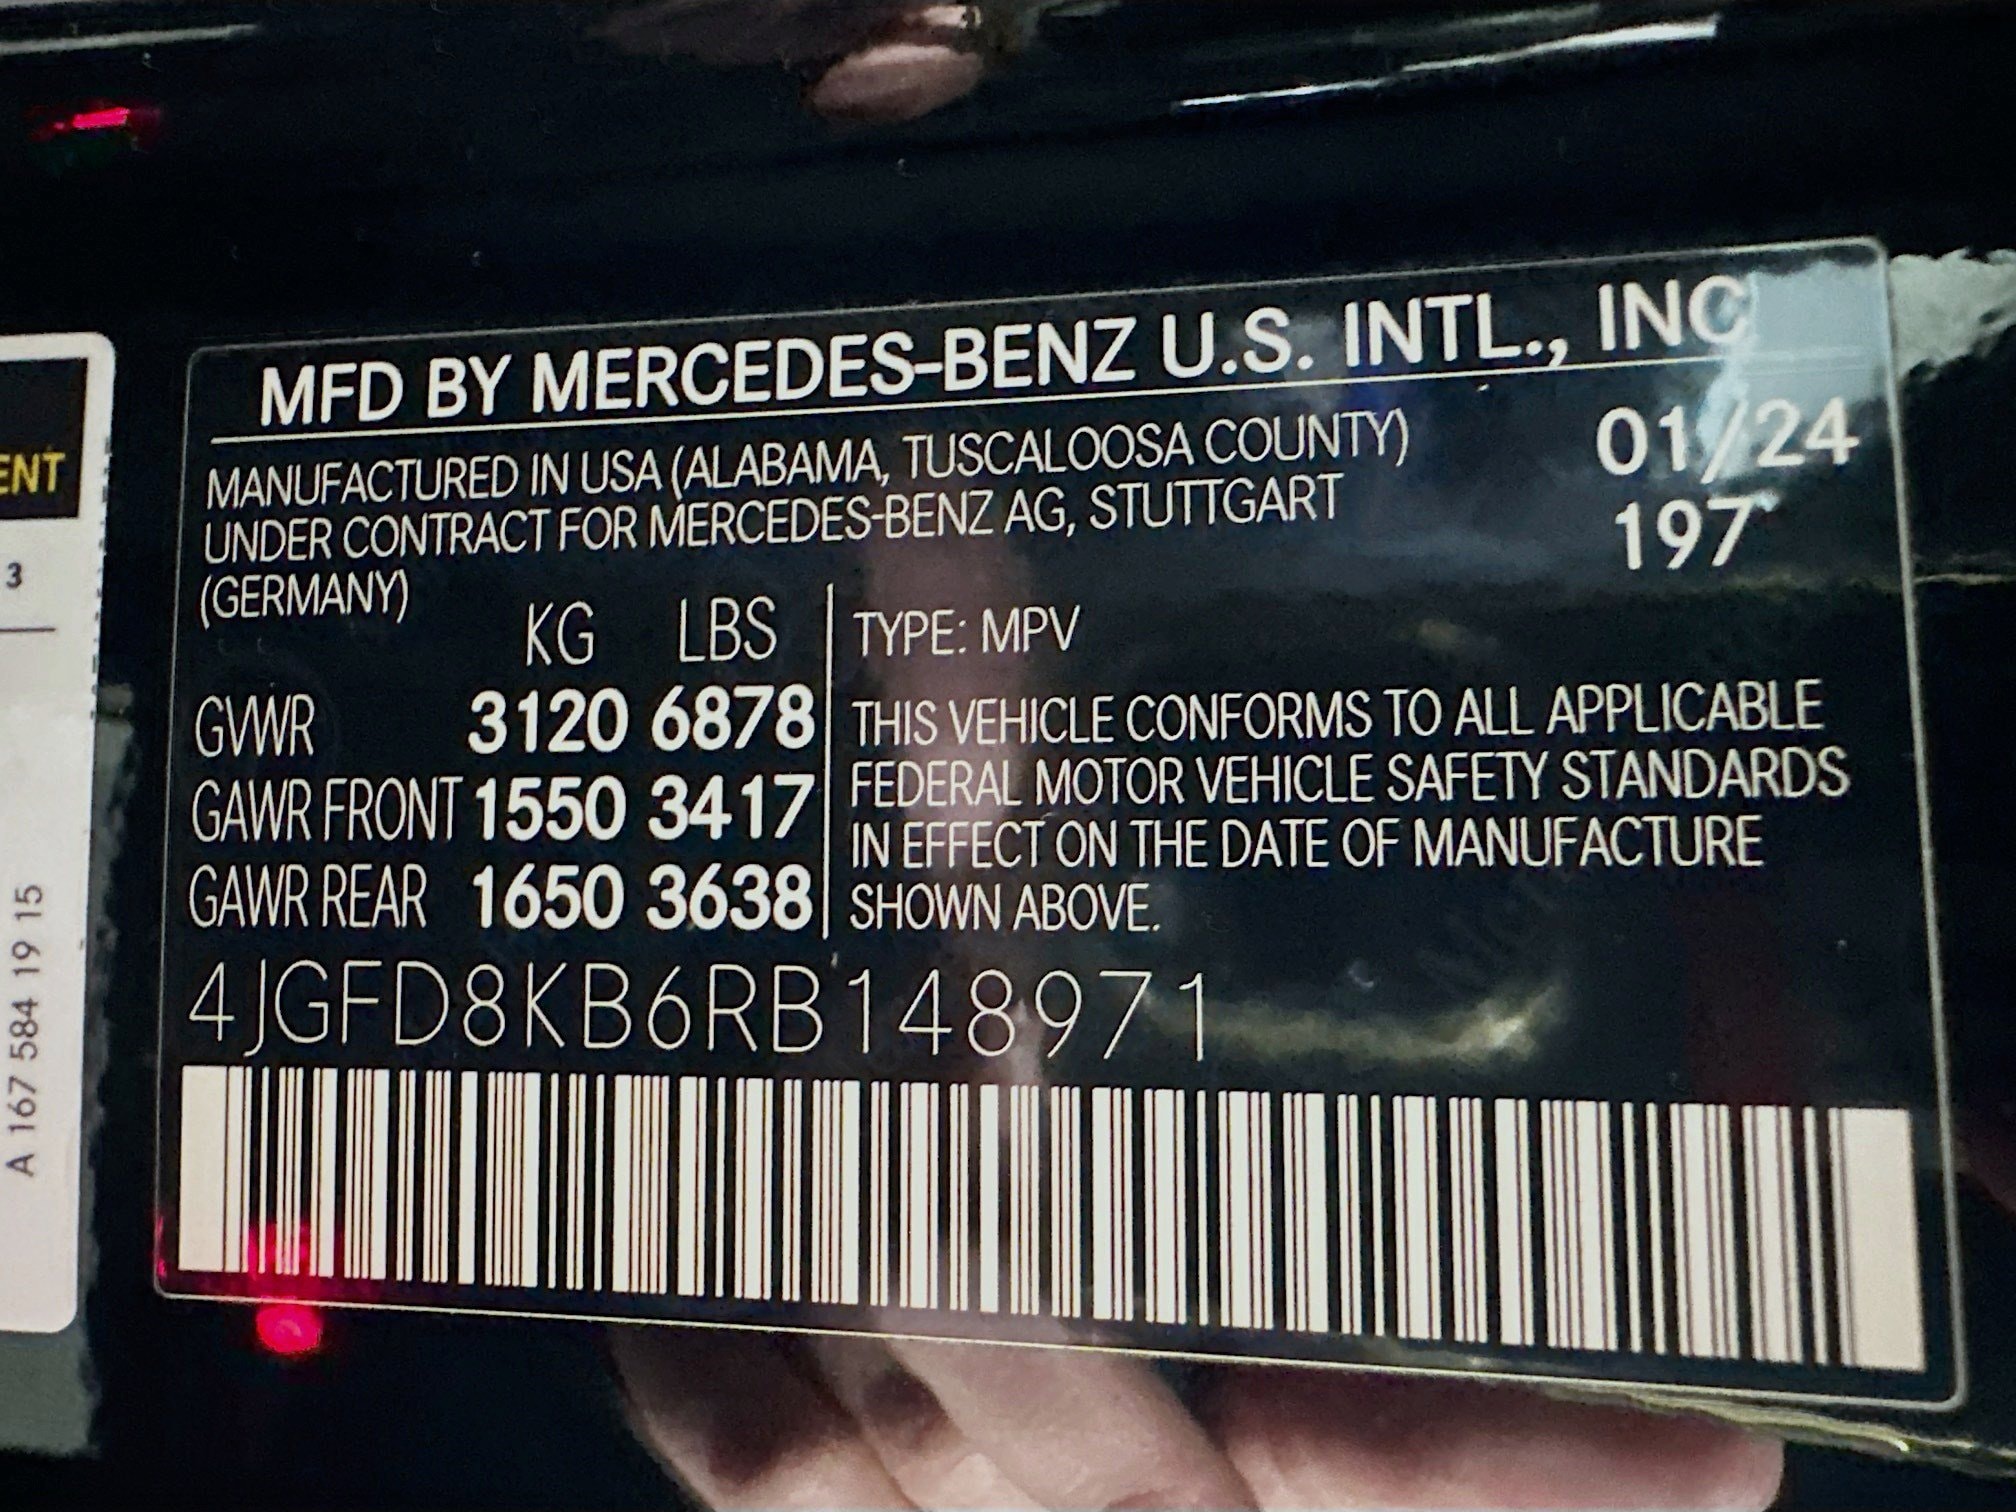 MFD BY MERCEDES-BENZ U.S. INTL., INC
MANUFACTURED IN USA (ALABAMA, TUSCALOOSA COUNTY) 01/24
UNDER CONTRACT FOR MERCEDES-BENZ AG, STUTTGART 197
(GERMANY)
KG LBS
GVWR 3120 6878
GAWR FRONT 1550 3417
GAWR REAR 1650 3638
TYPE: MPV
THIS VEHICLE CONFORMS TO ALL APPLICABLE
FEDERAL MOTOR VEHICLE SAFETY STANDARDS
IN EFFECT ON THE DATE OF MANUFACTURE
SHOWN ABOVE.
4JGFD8KB6RB148971
ENT
3
A 167 584 19 15